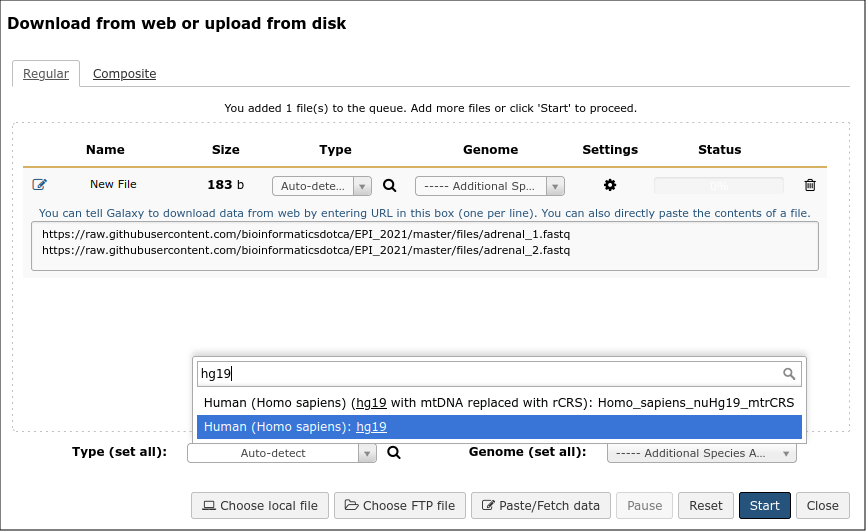 Download from web or upload from disk
Regular Composite
You added 1 file(s) to the queue. Add more files or click 'Start' to proceed.
Name Size Type Genome Settings Status
New File 183 b Auto-dete... ----- Additional Sp... 0%
You can tell Galaxy to download data from web by entering URL in this box (one per line). You can also directly paste the contents of a file.
https://raw.githubusercontent.com/bioinformaticsdotca/EPI_2021/master/files/adrenal_1.fastq
https://raw.githubusercontent.com/bioinformaticsdotca/EPI_2021/master/files/adrenal_2.fastq
hg19
Human (Homo sapiens) (hg19 with mtDNA replaced with rCRS): Homo_sapiens_nuHg19_mtrCRS
Human (Homo sapiens): hg19
Type (set all): Auto-detect Genome (set all): ----- Additional Species A...
Choose local file Choose FTP file Paste/Fetch data Pause Reset Start Close